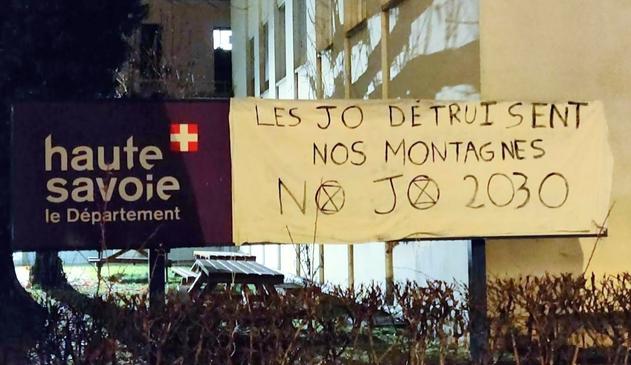 haute
savoie
le Département
LES JO DÉTRUISENT
NOS MONTAGNES
NO JO 2030